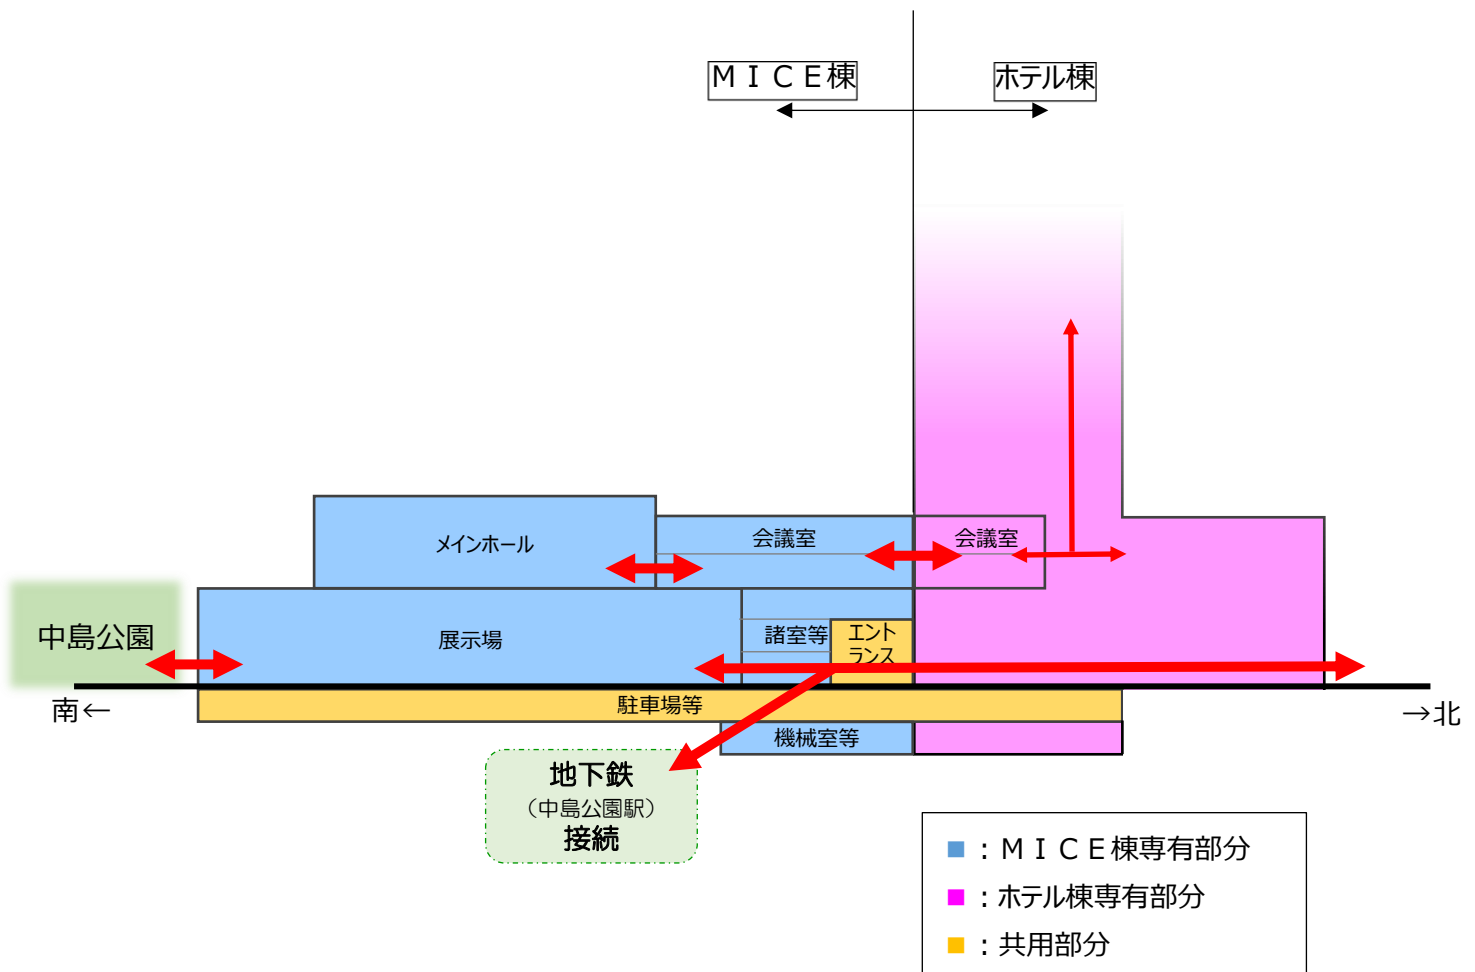 ＭＩＣＥ棟
ホテル棟
メインホール
会議室
会議室
中島公園
展示場
諸室等
エント
ランス
南←
駐車場等
→北
機械室等
地下鉄
（中島公園駅）
接続
■：ＭＩＣＥ棟専有部分
■：ホテル棟専有部分
■：共用部分